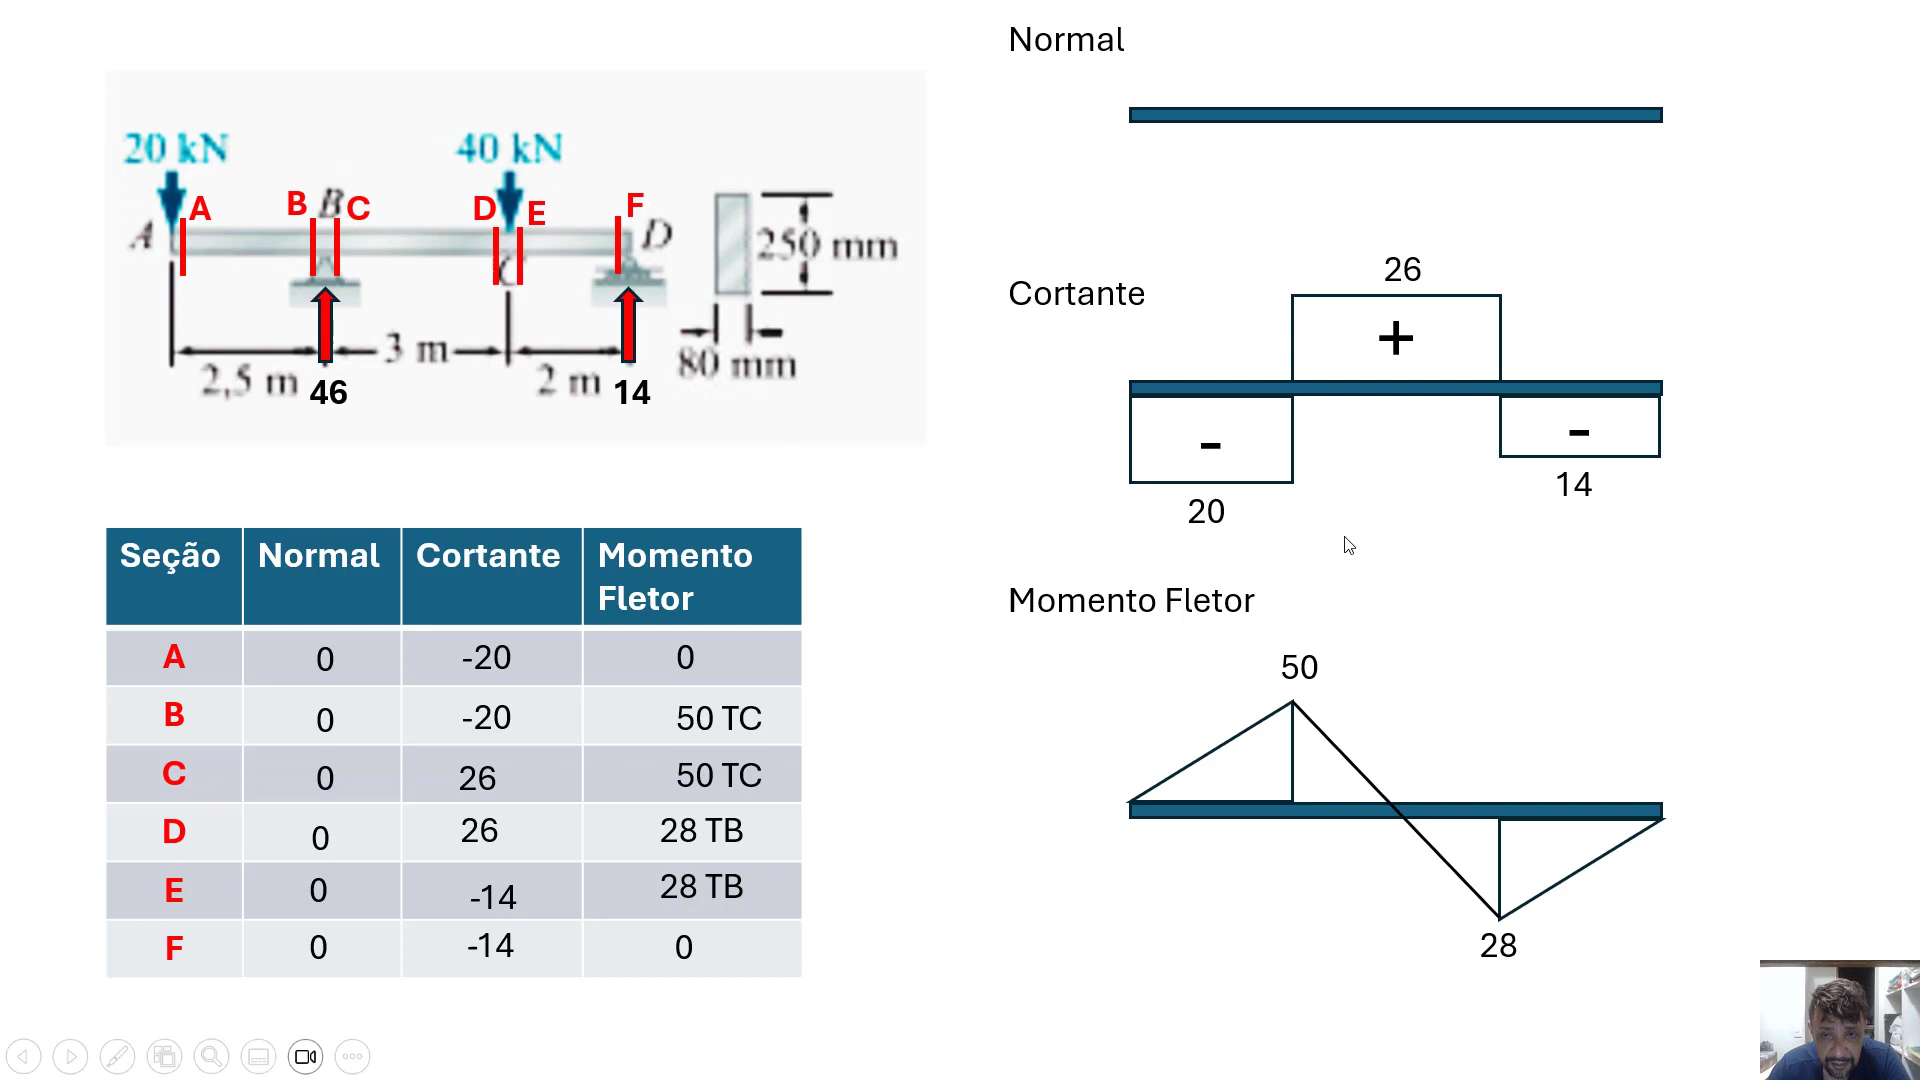 Normal
20 kN
40 kN
A
B
B
C
D
E
F
A
D
C
250 mm
3 m
2,5 m
46
2 m
14
80 mm
Cortante
26
+
-
-
20
14
Seção Normal Cortante Momento Fletor
A 0 -20 0
B 0 -20 50 TC
C 0 26 50 TC
D 0 26 28 TB
E 0 -14 28 TB
F 0 -14 0
Momento Fletor
50
28